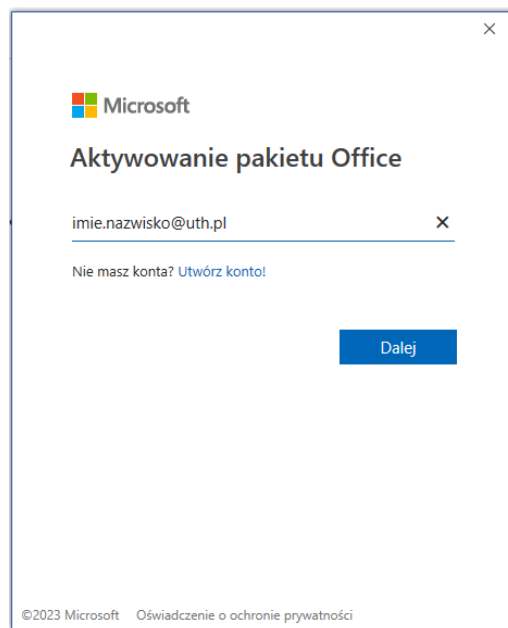 Microsoft
Aktywowanie pakietu Office
imie.nazwisko@uth.pl
Nie masz konta? Utwórz konto!
Dalej
©2023 Microsoft Oświadczenie o ochronie prywatności